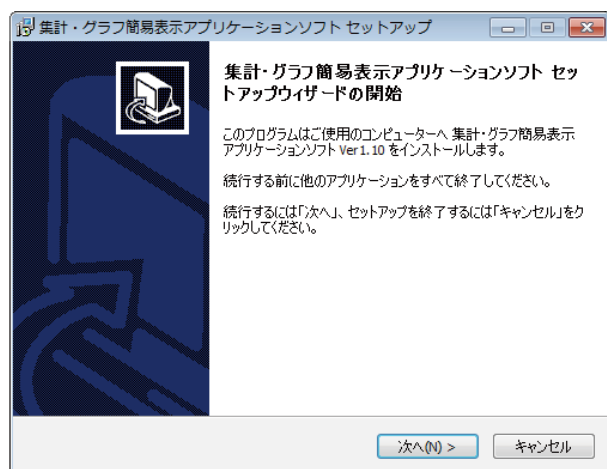 集計・グラフ簡易表示アプリケーションソフト セットアップ
集計・グラフ簡易表示アプリケーションソフト セッ
トアップウィザードの開始
このプログラムはご使用のコンピューターへ 集計・グラフ簡易表示
アプリケーションソフト Ver1.10 をインストールします。
続行する前に他のアプリケーションをすべて終了してください。
続行するには「次へ」、セットアップを終了するには「キャンセル」をク
リックしてください。
次へ(N) >
キャンセル